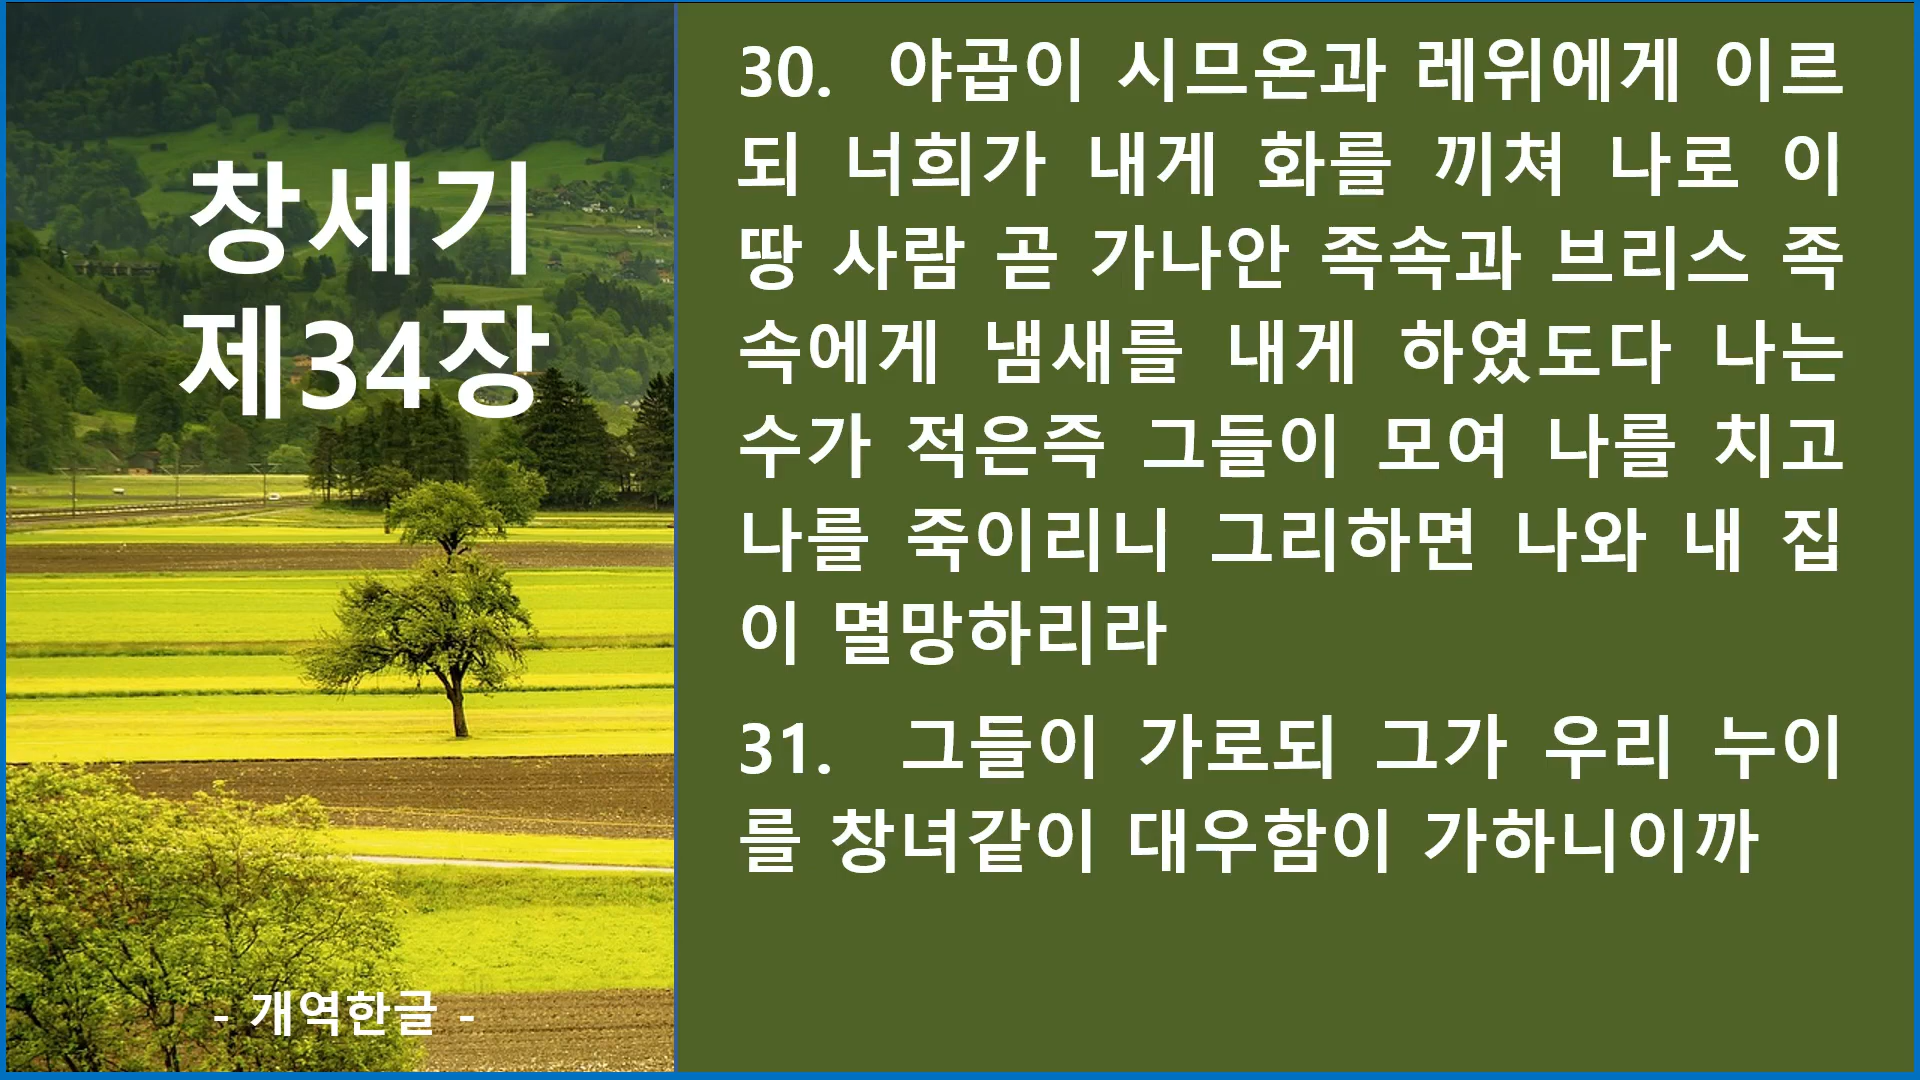 창세기
제34장
- 개역한글 -
30. 야곱이 시므온과 레위에게 이르
되 너희가 내게 화를 끼쳐 나로 이
땅 사람 곧 가나안 족속과 브리스 족
속에게 냄새를 내게 하였도다 나는
수가 적은즉 그들이 모여 나를 치고
나를 죽이리니 그리하면 나와 내 집
이 멸망하리라
31. 그들이 가로되 그가 우리 누이
를 창녀같이 대우함이 가하니이까